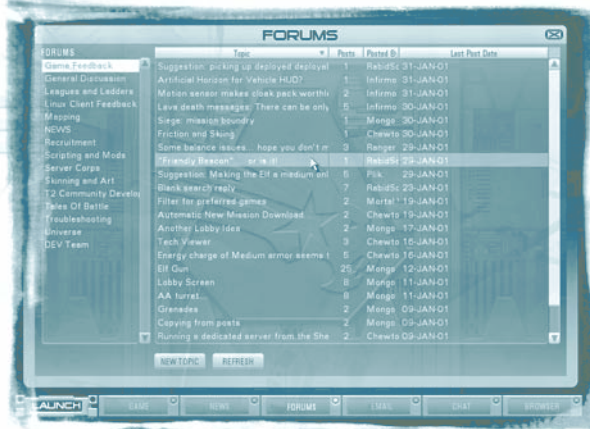 FORUMS
FORUMS Topic Posts Posted B Last Post Date
Game Feedback Suggestion: picking up deployed deployal 1 RabidSc 31-JAN-01
General Discussion Artificial Horizon for Vehicle HUD? 1 Inferno 31-JAN-01
Leagues and Ladders Motion sensor makes cloak pack worthl 2 Inferno 31-JAN-01
Linux Client Feedback Lava death messages: There can be only 5 Inferno 30-JAN-01
Mapping Siege: mission boundry 1 Mongo 30-JAN-01
NEWS Friction and Skiing 1 Chewto 30-JAN-01
Recruitment Some balance issues... hope you don't m 3 Ranger 29-JAN-01
Scripting and Mods "Friendly Beacon"... or is it! 1 RabidSc 29-JAN-01
Server Corps Suggestion: Making the Elf a medium onl 5 Plik 29-JAN-01
Skinning and Art Blank search reply 7 RabidSc 23-JAN-01
T2 Community Develop Filter for preferred games 2 Mortal 19-JAN-01
Tales Of Battle Automatic New Mission Download 2 Chewto 19-JAN-01
Troubleshooting Another Lobby Idea 2 Mongo 17-JAN-01
Universe Tech Viewer 3 Chewto 16-JAN-01
DEV Team Energy charge of Medium armor seems t 5 Chewto 16-JAN-01
Elf Gun 25 Mongo 12-JAN-01
Lobby Screen 8 Mongo 11-JAN-01
AA turret 8 Mongo 11-JAN-01
Grenades 2 Mongo 09-JAN-01
Copying from posts 2 Mongo 09-JAN-01
Running a dedicated server from the She 2 Chewto 09-JAN-01
NEW TOPIC REFRESH
LAUNCH GAME NEWS FORUMS EMAIL CHAT BROWSER